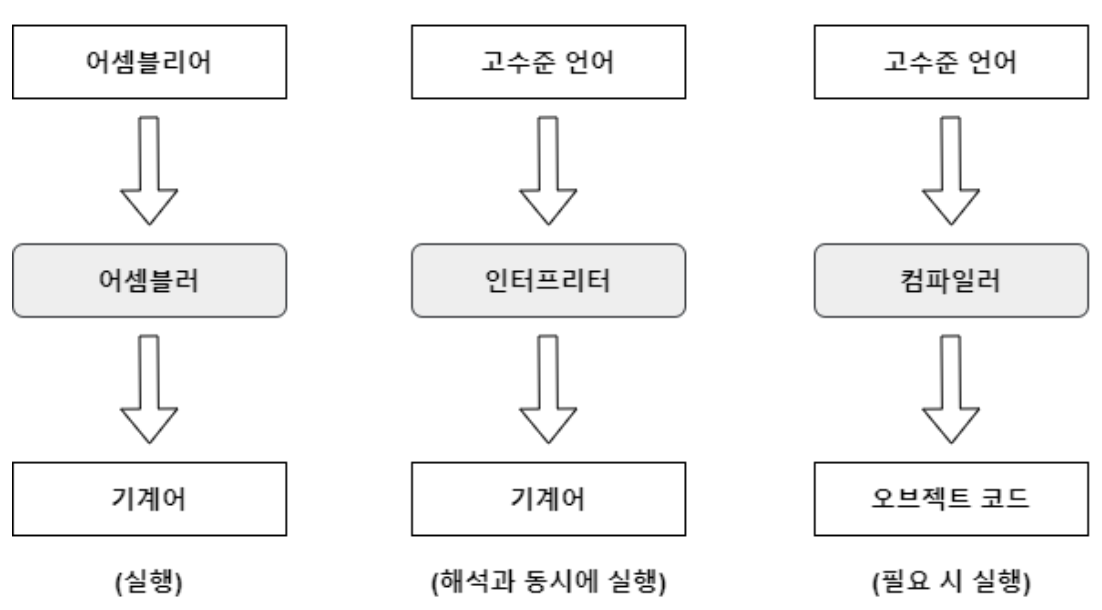 어셈블리어
고수준 언어
고수준 언어
어셈블러
인터프리터
컴파일러
기계어
기계어
오브젝트 코드
(실행)
(해석과 동시에 실행)
(필요 시 실행)